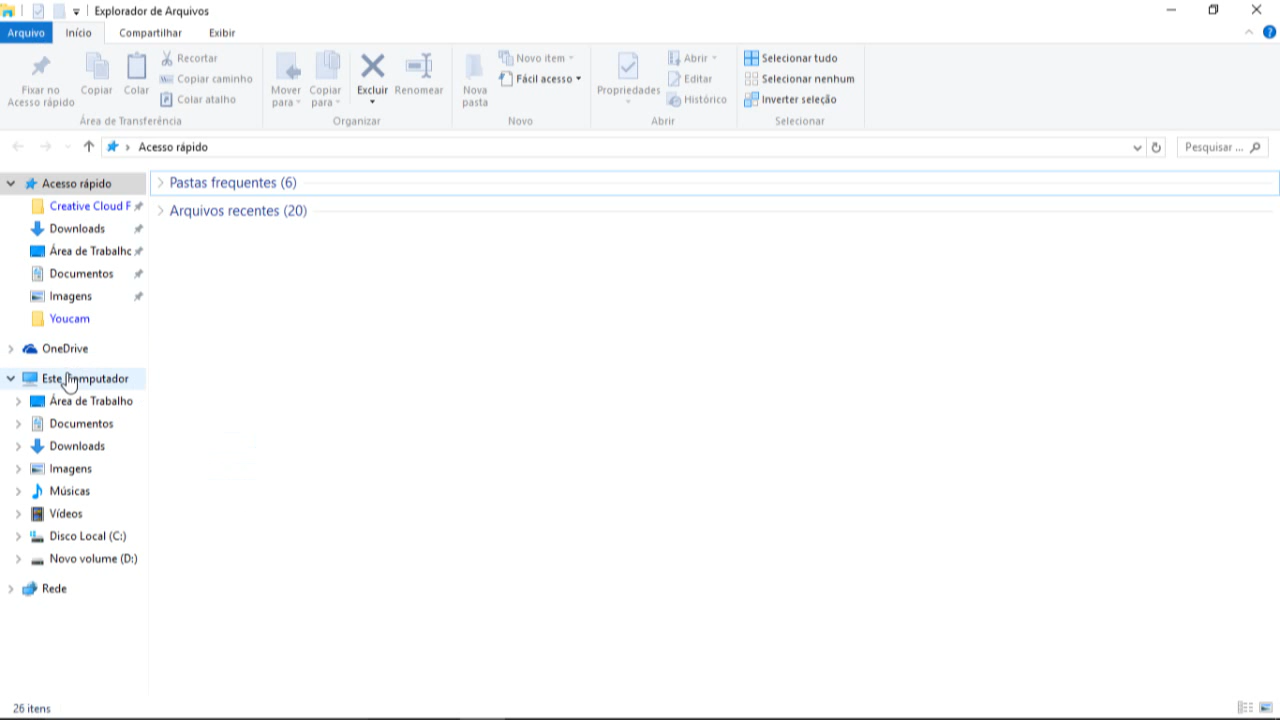 Explorador de Arquivos
Arquivo Início Compartilhar Exibir
Fixar no Acesso rápido
Copiar
Colar
Recortar
Copiar caminho
Colar atalho
Área de Transferência
Mover para
Copiar para
Excluir
Renomear
Organizar
Nova pasta
Novo item
Fácil acesso
Novo
Propriedades
Abrir
Editar
Histórico
Abrir
Selecionar tudo
Selecionar nenhum
Inverter seleção
Selecionar
Acesso rápido
Pesquisar ...
Acesso rápido
Creative Cloud F
Downloads
Área de Trabalho
Documentos
Imagens
Youcam
OneDrive
Este
Área de Trabalho
Documentos
Downloads
Imagens
Músicas
Vídeos
Disco Local (C:)
Novo volume (D:)
Rede
Pastas frequentes (6)
Arquivos recentes (20)
26 itens